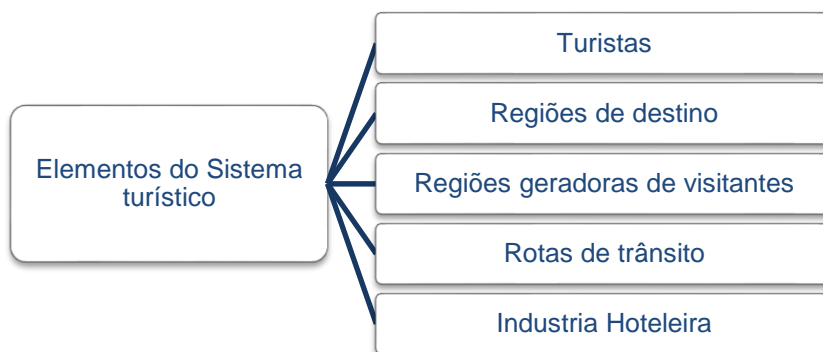 Elementos do Sistema
turístico
Turistas
Regiões de destino
Regiões geradoras de visitantes
Rotas de trânsito
Industria Hoteleira